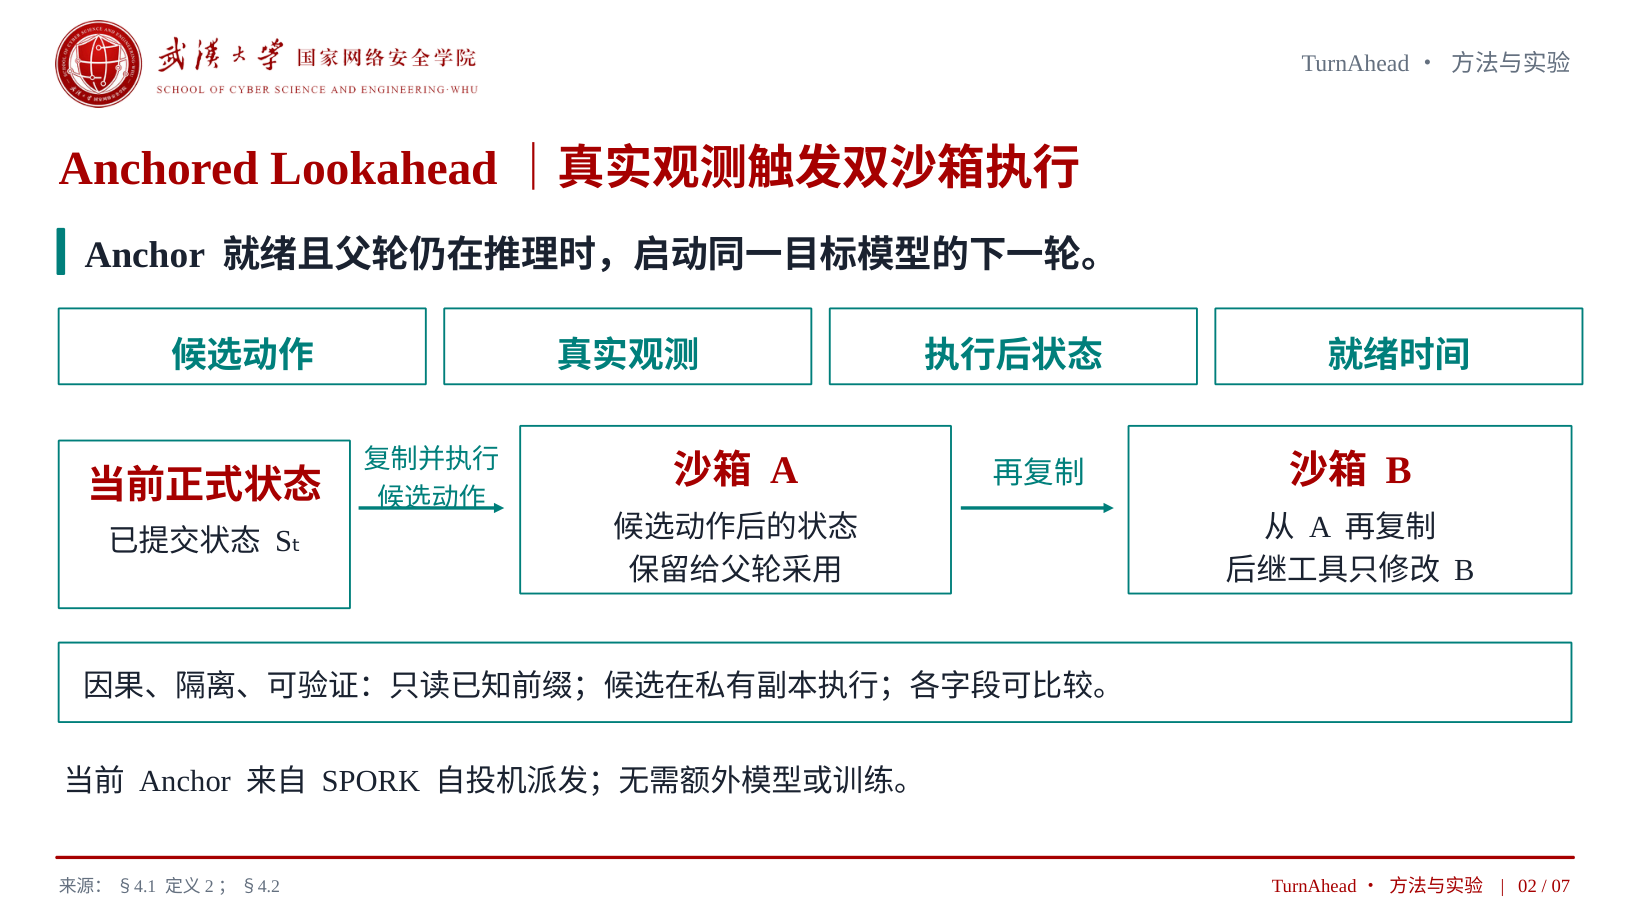 武漢大学 国家网络安全学院
SCHOOL OF CYBER SCIENCE AND ENGINEERING·WHU
TurnAhead • 方法与实验
Anchored Lookahead ｜真实观测触发双沙箱执行
Anchor 就绪且父轮仍在推理时，启动同一目标模型的下一轮。
候选动作
真实观测
执行后状态
就绪时间
当前正式状态
已提交状态 Sₜ
复制并执行
候选动作
沙箱 A
候选动作后的状态
保留给父轮采用
再复制
沙箱 B
从 A 再复制
后继工具只修改 B
因果、隔离、可验证：只读已知前缀；候选在私有副本执行；各字段可比较。
当前 Anchor 来自 SPORK 自投机派发；无需额外模型或训练。
来源： §4.1 定义 2； §4.2
TurnAhead • 方法与实验 | 02 / 07